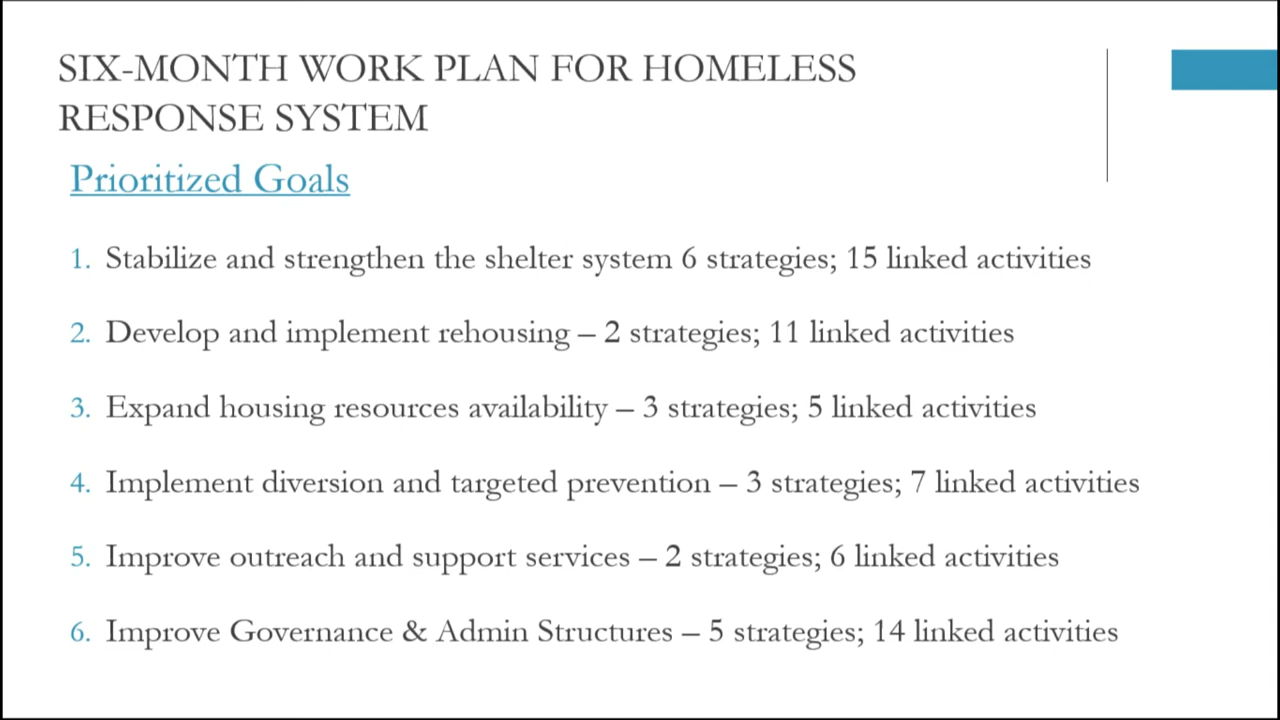 SIX-MONTH WORK PLAN FOR HOMELESS
RESPONSE SYSTEM
Prioritized Goals
1. Stabilize and strengthen the shelter system 6 strategies; 15 linked activities
2. Develop and implement rehousing – 2 strategies; 11 linked activities
3. Expand housing resources availability – 3 strategies; 5 linked activities
4. Implement diversion and targeted prevention – 3 strategies; 7 linked activities
5. Improve outreach and support services – 2 strategies; 6 linked activities
6. Improve Governance & Admin Structures – 5 strategies; 14 linked activities